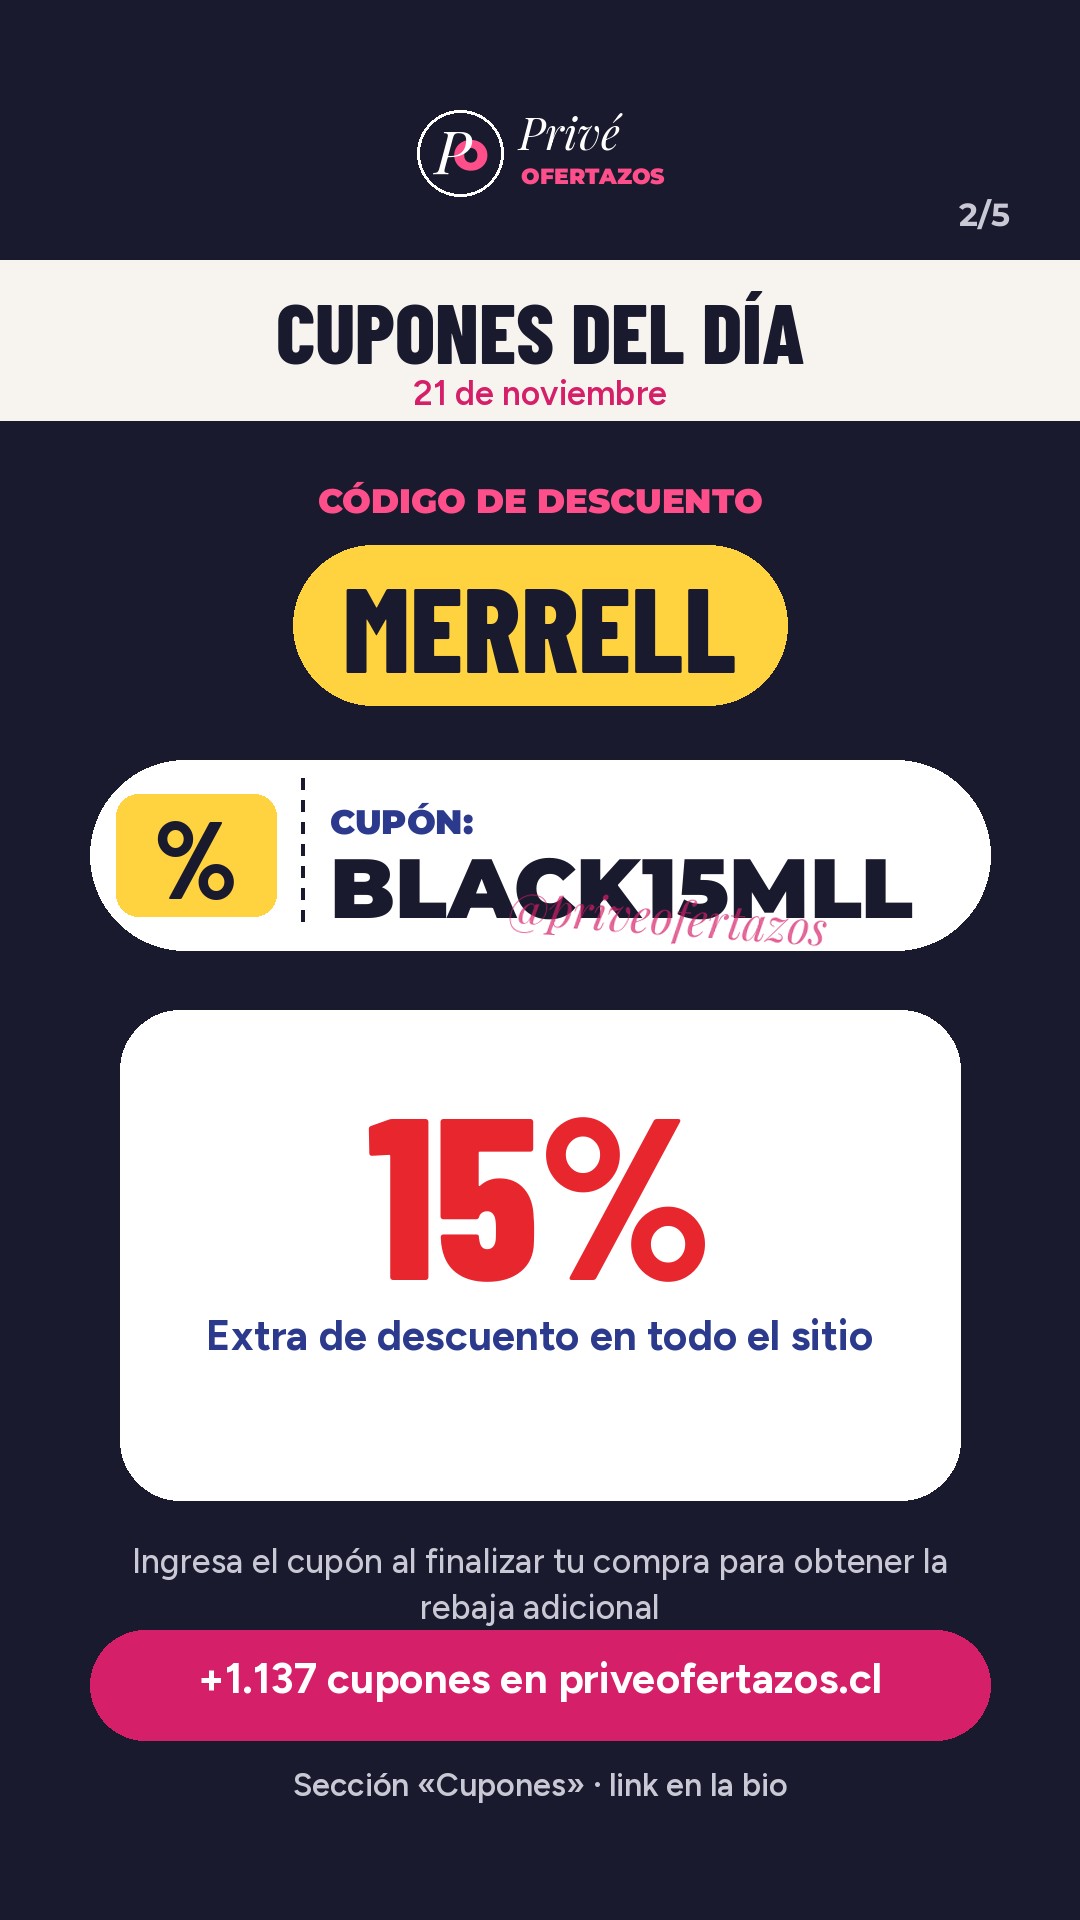 Po
Privé
OFERTAZOS
2/5
CUPONES DEL DÍA
21 de noviembre
CÓDIGO DE DESCUENTO
MERRELL
%
CUPÓN:
BLACK15MLL
@priveofertazos
15%
Extra de descuento en todo el sitio
Ingresa el cupón al finalizar tu compra para obtener la
rebaja adicional
+1.137 cupones en priveofertazos.cl
Sección «Cupones» · link en la bio